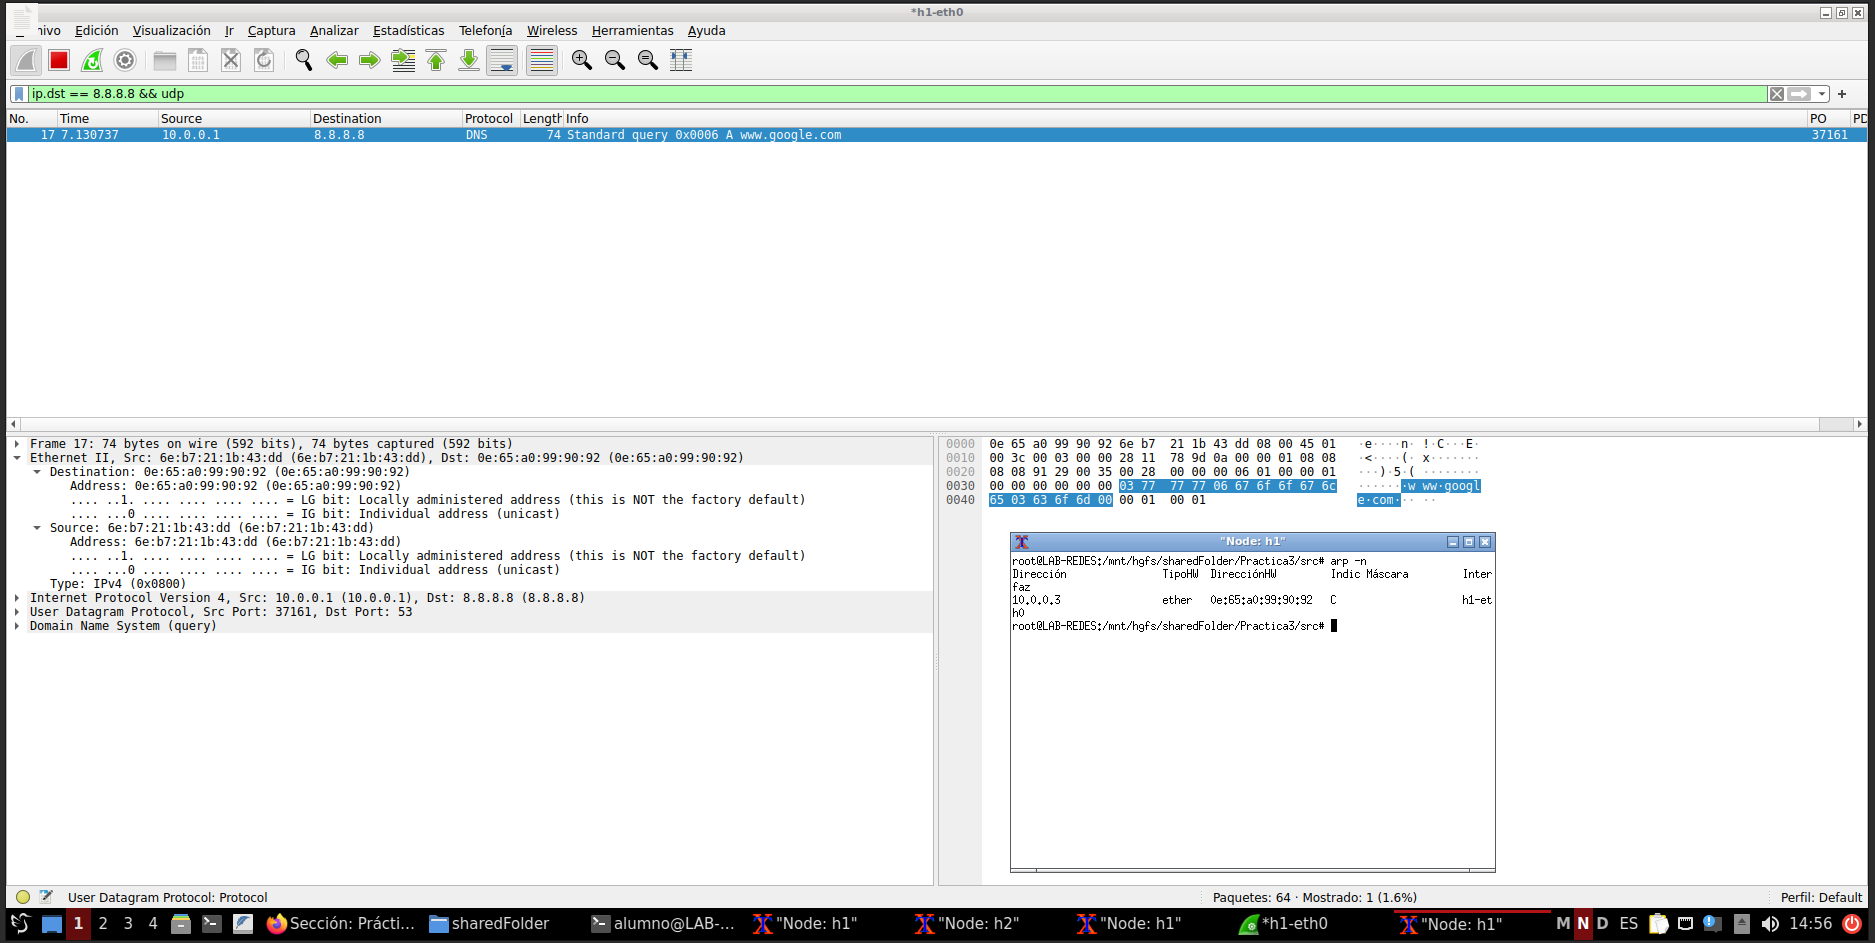 *h1-eth0
ivo Edición Visualización Ir Captura Analizar Estadísticas Telefonía Wireless Herramientas Ayuda
ip.dst == 8.8.8.8 && udp
No. Time Source Destination Protocol Length Info PO PD
17 7.130737 10.0.0.1 8.8.8.8 DNS 74 Standard query 0x0006 A www.google.com 37161
Frame 17: 74 bytes on wire (592 bits), 74 bytes captured (592 bits)
Ethernet II, Src: 6e:b7:21:1b:43:dd (6e:b7:21:1b:43:dd), Dst: 0e:65:a0:99:90:92 (0e:65:a0:99:90:92)
Destination: 0e:65:a0:99:90:92 (0e:65:a0:99:90:92)
Address: 0e:65:a0:99:90:92 (0e:65:a0:99:90:92)
.... ..1. .... .... .... .... = LG bit: Locally administered address (this is NOT the factory default)
.... ...0 .... .... .... .... = IG bit: Individual address (unicast)
Source: 6e:b7:21:1b:43:dd (6e:b7:21:1b:43:dd)
Address: 6e:b7:21:1b:43:dd (6e:b7:21:1b:43:dd)
.... ..1. .... .... .... .... = LG bit: Locally administered address (this is NOT the factory default)
.... ...0 .... .... .... .... = IG bit: Individual address (unicast)
Type: IPv4 (0x0800)
Internet Protocol Version 4, Src: 10.0.0.1 (10.0.0.1), Dst: 8.8.8.8 (8.8.8.8)
User Datagram Protocol, Src Port: 37161, Dst Port: 53
Domain Name System (query)
0000 0e 65 a0 99 90 92 6e b7 21 1b 43 dd 08 00 45 01 ·e····n· !·C···E·
0010 00 3c 00 03 00 00 28 11 78 9d 0a 00 00 01 08 08 ·<····(· x·······
0020 08 08 91 29 00 35 00 28 00 00 00 06 01 00 00 01 ···)·5·( ········
0030 00 00 00 00 00 00 03 77 77 77 06 67 6f 6f 67 6c ·······w ww·googl
0040 65 03 63 6f 6d 00 00 01 00 01 e·com··· ··
"Node: h1"
root@LAB-REDES:/mnt/hgfs/sharedFolder/Practica3/src# arp -n
Dirección TipoHW DirecciónHW Indic Máscara Inter
faz
10.0.0.3 ether 0e:65:a0:99:90:92 C h1-et
h0
root@LAB-REDES:/mnt/hgfs/sharedFolder/Practica3/src#
User Datagram Protocol: Protocol Paquetes: 64 · Mostrado: 1 (1.6%) Perfil: Default
1 2 3 4 Sección: Prácti... sharedFolder alumno@LAB-... "Node: h1" "Node: h2" "Node: h1" *h1-eth0 "Node: h1" M N D ES 14:56